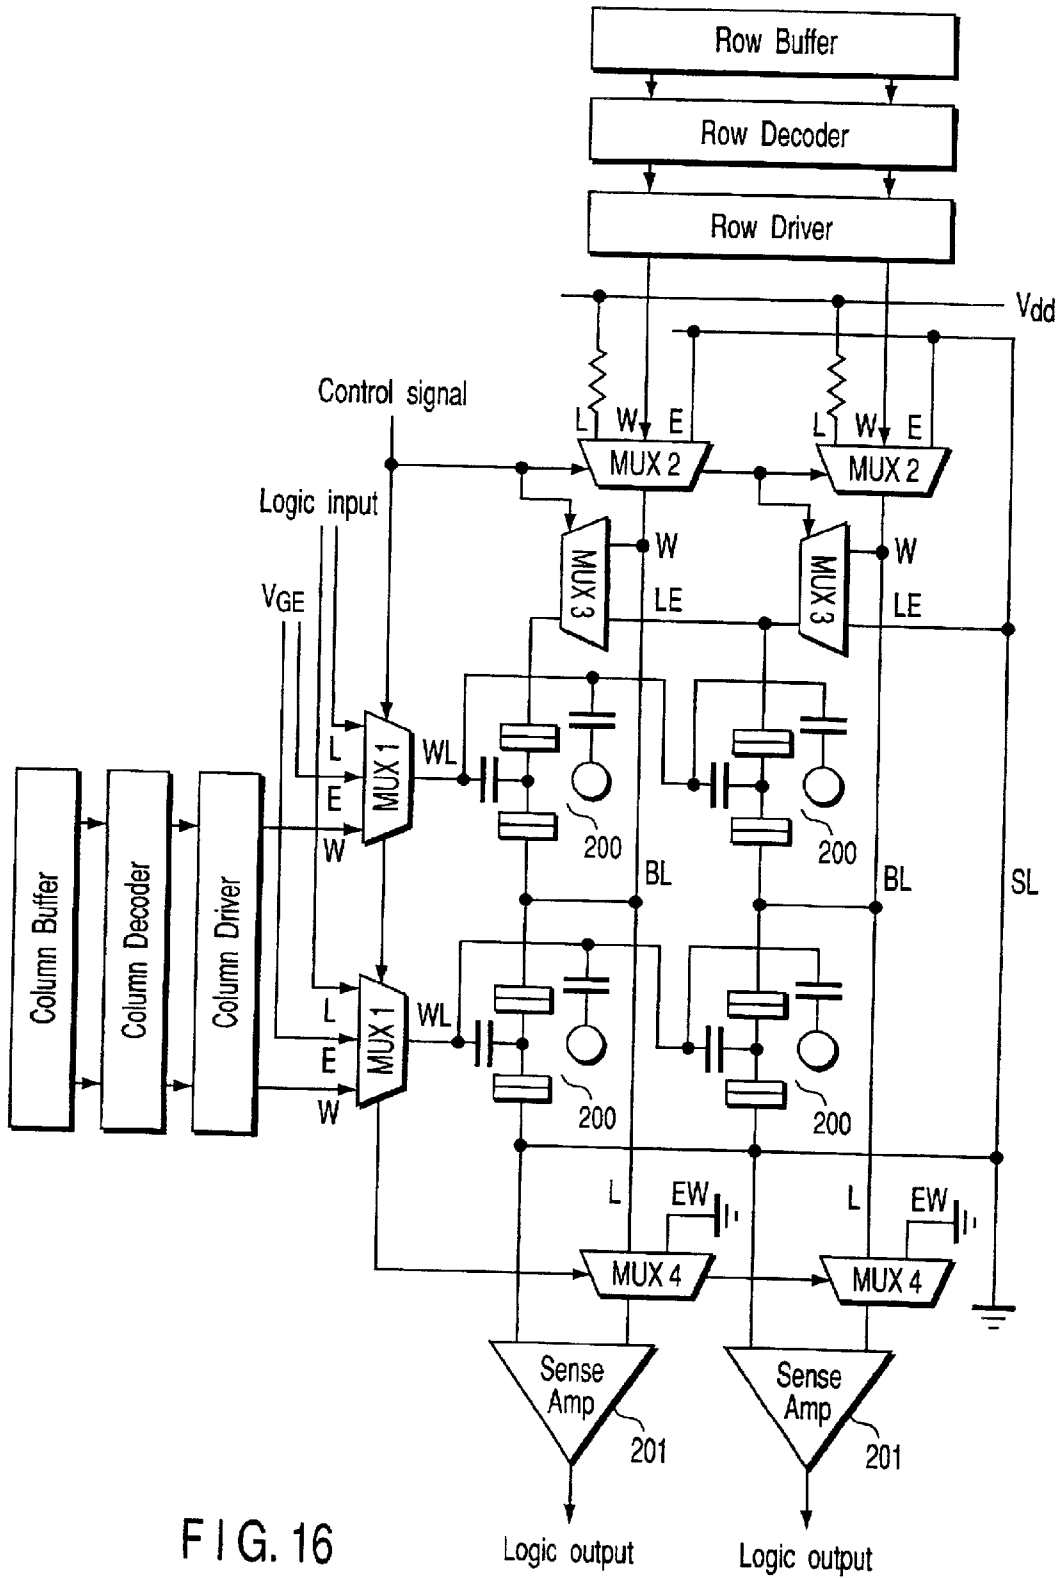 Row Buffer
Row Decoder
Row Driver
Vdd
Control signal
L
W
E
L
W
E
MUX 2
MUX 2
Logic input
W
W
MUX 3
MUX 3
VGE
LE
LE
L
MUX 1
WL
E
W
200
200
BL
BL
SL
Column Buffer
Column Decoder
Column Driver
L
MUX 1
WL
E
W
200
200
L
EW
L
EW
MUX 4
MUX 4
Sense
Amp
Sense
Amp
201
201
FIG. 16
Logic output
Logic output